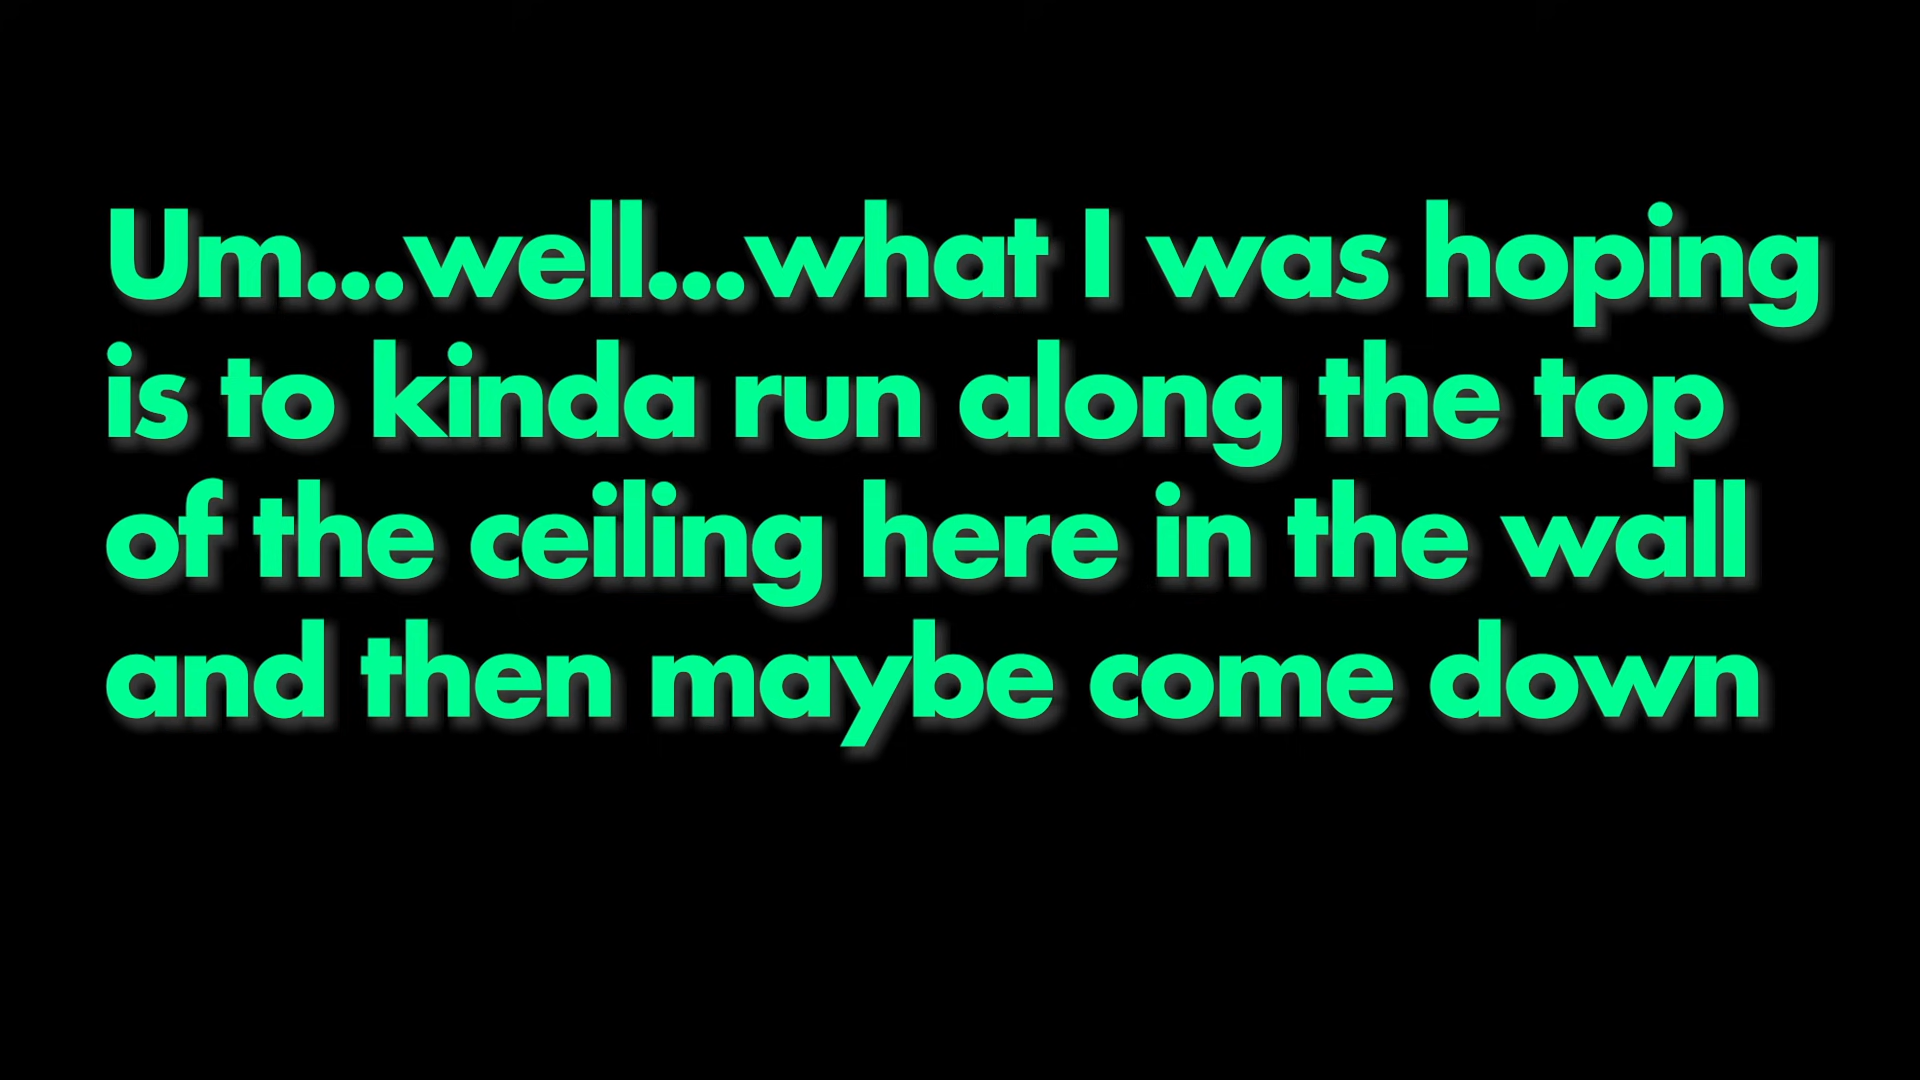 Um...well...what I was hoping
is to kinda run along the top
of the ceiling here in the wall
and then maybe come down